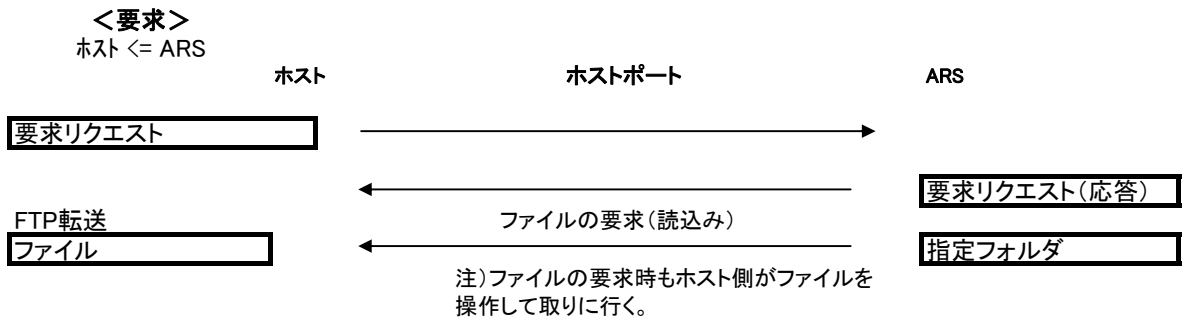 ＜要求＞
ホスト <= ARS
ホスト ホストポート ARS
要求リクエスト
要求リクエスト（応答）
FTP転送 ファイルの要求（読込み）
ファイル 指定フォルダ
注）ファイルの要求時もホスト側がファイルを
操作して取りに行く。